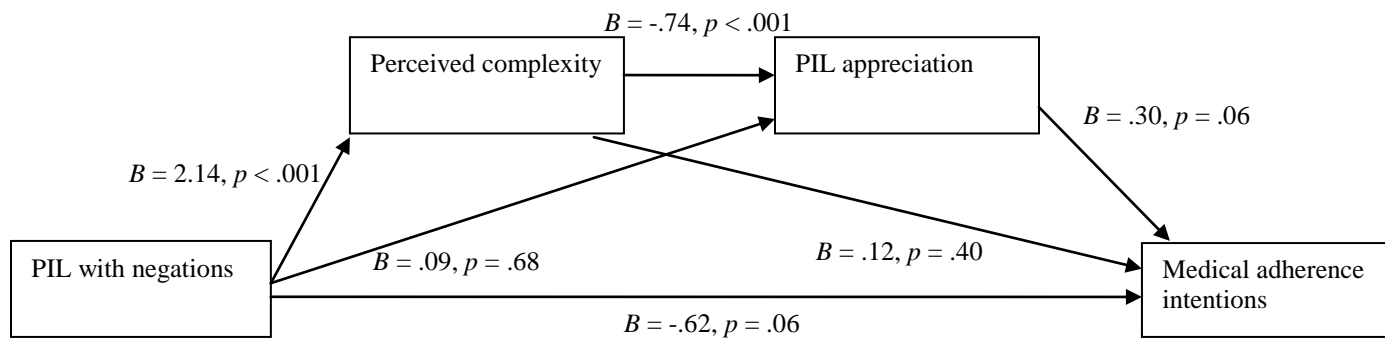 B = -.74, p < .001
Perceived complexity
PIL appreciation
B = .30, p = .06
B = 2.14, p < .001
PIL with negations
B = .09, p = .68
B = .12, p = .40
Medical adherence
intentions
B = -.62, p = .06